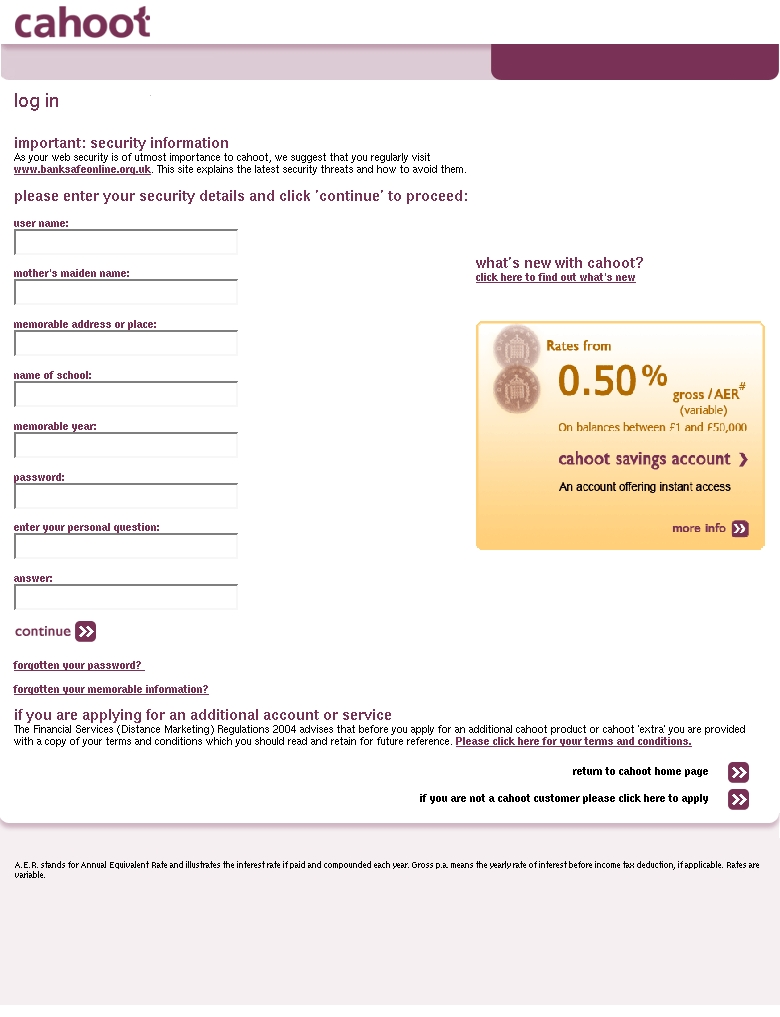 cahoot
log in
important: security information
As your web security is of utmost importance to cahoot, we suggest that you regularly visit
www.banksafeonline.org.uk. This site explains the latest security threats and how to avoid them.
please enter your security details and click 'continue' to proceed:
user name:
mother's maiden name:
memorable address or place:
name of school:
memorable year:
password:
enter your personal question:
answer:
continue
forgotten your password?
forgotten your memorable information?
what's new with cahoot?
click here to find out what's new
Rates from
0.50%
gross / AER#
(variable)
On balances between £1 and £50,000
cahoot savings account
An account offering instant access
more info
if you are applying for an additional account or service
The Financial Services (Distance Marketing) Regulations 2004 advises that before you apply for an additional cahoot product or cahoot 'extra' you are provided
with a copy of your terms and conditions which you should read and retain for future reference. Please click here for your terms and conditions.
return to cahoot home page
if you are not a cahoot customer please click here to apply
A.E.R. stands for Annual Equivalent Rate and illustrates the interest rate if paid and compounded each year. Gross p.a. means the yearly rate of interest before income tax deduction, if applicable. Rates are
variable.